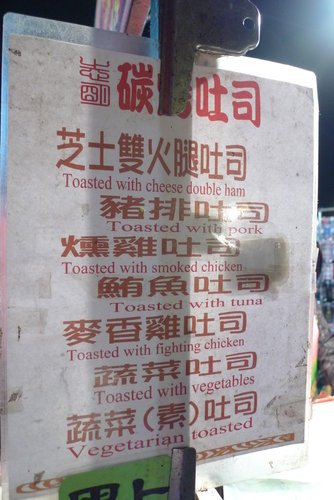 志明 碳烤吐司
芝士雙火腿吐司
Toasted with cheese double ham
豬排吐司
Toasted with pork
燻雞吐司
Toasted with smoked chicken
鮪魚吐司
Toasted with tuna
麥香雞吐司
Toasted with fighting chicken
蔬菜吐司
Toasted with vegetables
蔬菜(素)吐司
Vegetarian toasted